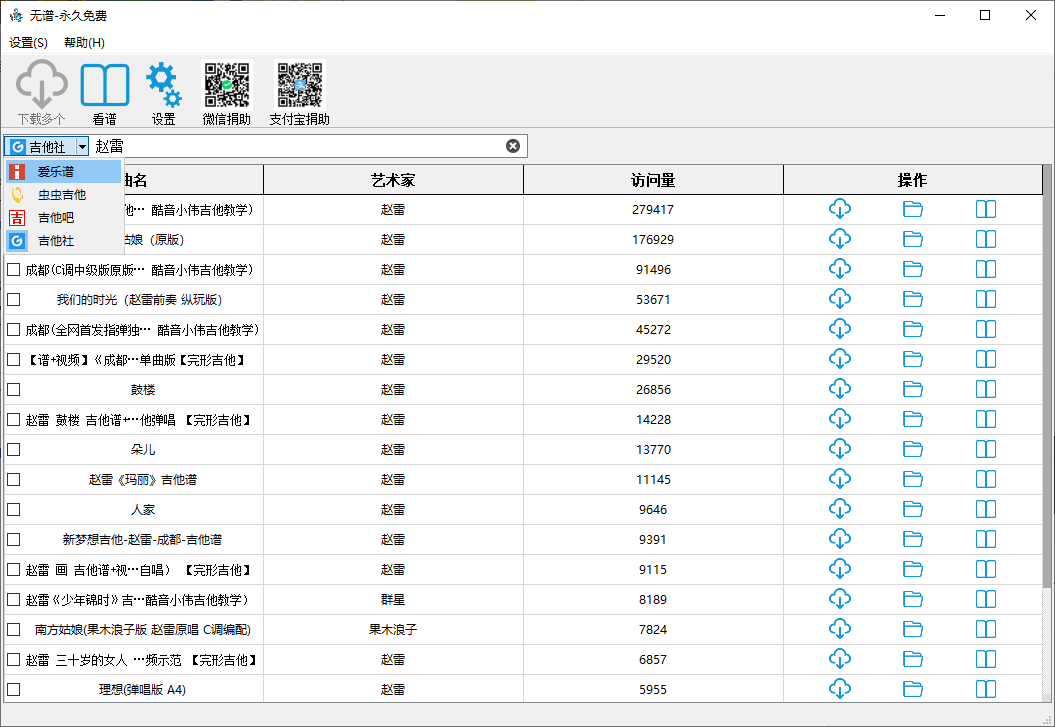 无谱-永久免费
设置(S) 帮助(H)
下载多个 看谱 设置 微信捐助 支付宝捐助
吉他社 赵雷
爱乐谱
虫虫吉他
吉他吧
吉他社
曲名 艺术家 访问量 操作
他… 酷音小伟吉他教学) 赵雷 279417
姑娘（原版） 赵雷 176929
成都(C调中级版原版… 酷音小伟吉他教学) 赵雷 91496
我们的时光（赵雷前奏 纵玩版） 赵雷 53671
成都(全网首发指弹独… 酷音小伟吉他教学) 赵雷 45272
【谱+视频】《成都…单曲版【完形吉他】 赵雷 29520
鼓楼 赵雷 26856
赵雷 鼓楼 吉他谱+…他弹唱 【完形吉他】 赵雷 14228
朵儿 赵雷 13770
赵雷《玛丽》吉他谱 赵雷 11145
人家 赵雷 9646
新梦想吉他-赵雷-成都-吉他谱 赵雷 9391
赵雷 画 吉他谱+视…自唱） 【完形吉他】 赵雷 9115
赵雷《少年锦时》吉…酷音小伟吉他教学） 群星 8189
南方姑娘(果木浪子版 赵雷原唱 C调编配) 果木浪子 7824
赵雷 三十岁的女人 …频示范 【完形吉他】 赵雷 6857
理想(弹唱版 A4) 赵雷 5955